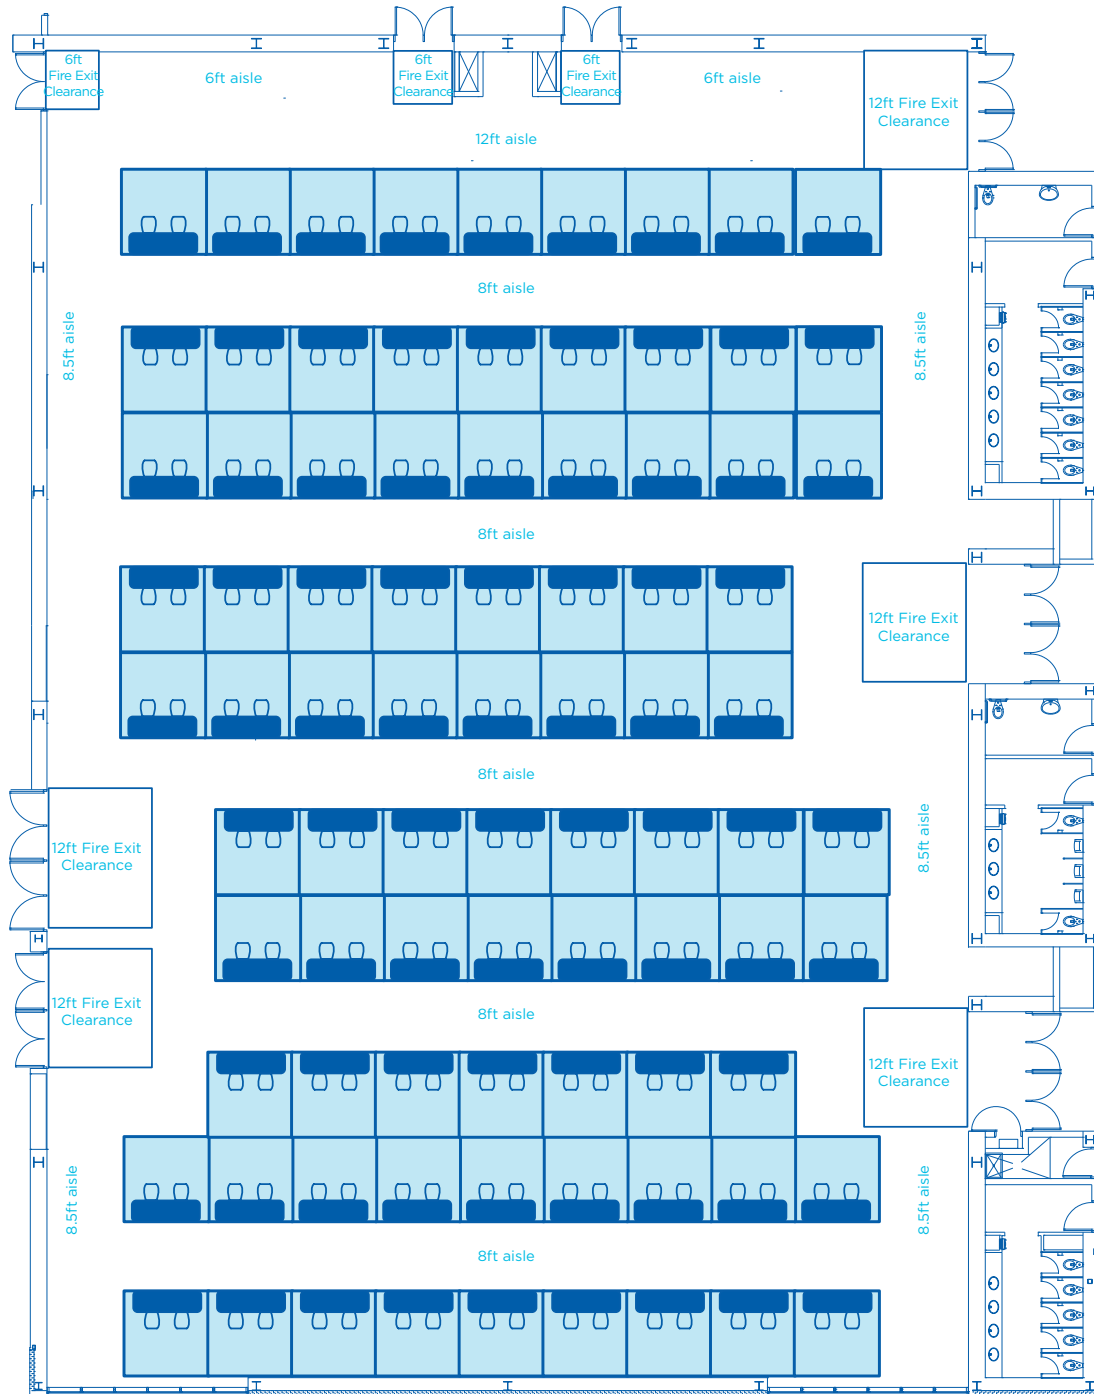 6ft
Fire Exit
Clearance
6ft aisle
6ft
Fire Exit
Clearance
6ft
Fire Exit
Clearance
6ft aisle
12ft Fire Exit
Clearance
12ft aisle
8ft aisle
8.5ft aisle
8.5ft aisle
8ft aisle
12ft Fire Exit
Clearance
8ft aisle
12ft Fire Exit
Clearance
8.5ft aisle
12ft Fire Exit
Clearance
8ft aisle
12ft Fire Exit
Clearance
8.5ft aisle
8.5ft aisle
8ft aisle